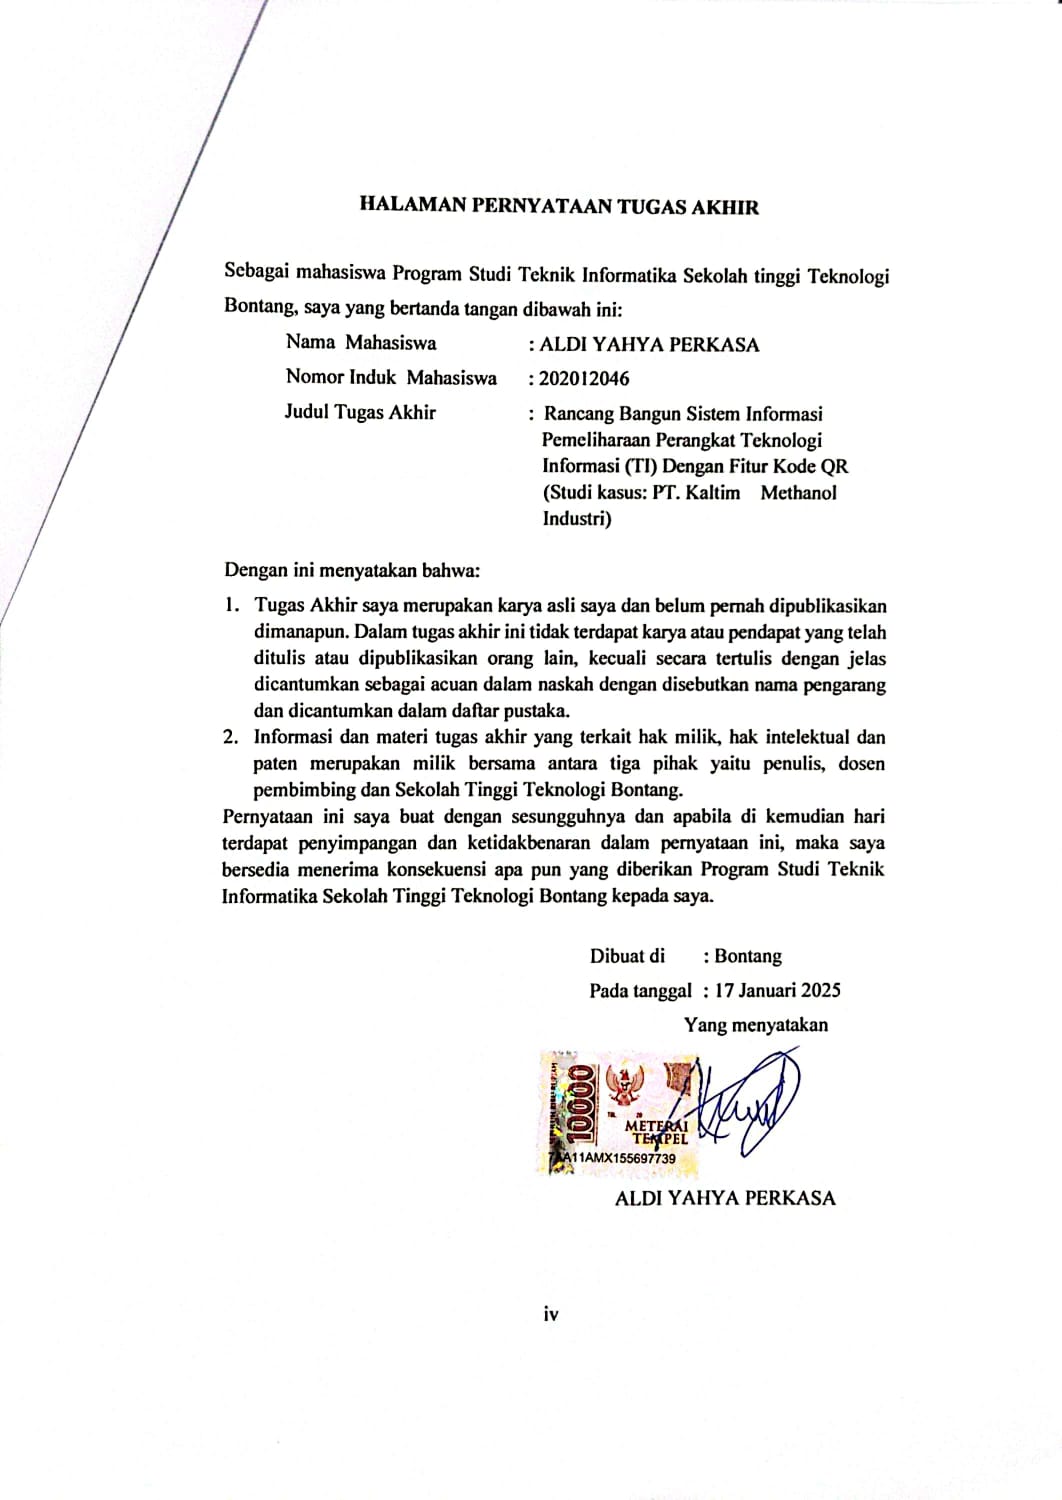 HALAMAN PERNYATAAN TUGAS AKHIR
Sebagai mahasiswa Program Studi Teknik Informatika Sekolah tinggi Teknologi
Bontang, saya yang bertanda tangan dibawah ini:
Nama Mahasiswa : ALDI YAHYA PERKASA
Nomor Induk Mahasiswa : 202012046
Judul Tugas Akhir : Rancang Bangun Sistem Informasi
Pemeliharaan Perangkat Teknologi
Informasi (TI) Dengan Fitur Kode QR
(Studi kasus: PT. Kaltim Methanol
Industri)
Dengan ini menyatakan bahwa:
1. Tugas Akhir saya merupakan karya asli saya dan belum pernah dipublikasikan
dimanapun. Dalam tugas akhir ini tidak terdapat karya atau pendapat yang telah
ditulis atau dipublikasikan orang lain, kecuali secara tertulis dengan jelas
dicantumkan sebagai acuan dalam naskah dengan disebutkan nama pengarang
dan dicantumkan dalam daftar pustaka.
2. Informasi dan materi tugas akhir yang terkait hak milik, hak intelektual dan
paten merupakan milik bersama antara tiga pihak yaitu penulis, dosen
pembimbing dan Sekolah Tinggi Teknologi Bontang.
Pernyataan ini saya buat dengan sesungguhnya dan apabila di kemudian hari
terdapat penyimpangan dan ketidakbenaran dalam pernyataan ini, maka saya
bersedia menerima konsekuensi apa pun yang diberikan Program Studi Teknik
Informatika Sekolah Tinggi Teknologi Bontang kepada saya.
Dibuat di : Bontang
Pada tanggal : 17 Januari 2025
Yang menyatakan
10000
TGL. 20
METERAI
TEMPEL
11AMX155697739
ALDI YAHYA PERKASA
iv